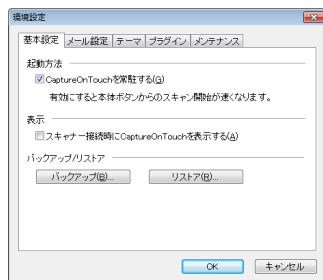 環境設定
基本設定 メール設定 テーマ プラグイン メンテナンス
起動方法
CaptureOnTouchを常駐する(G)
有効にすると本体ボタンからのスキャン開始が速くなります。
表示
スキャナー接続時にCaptureOnTouchを表示する(A)
バックアップ/リストア
バックアップ(B)... リストア(R)...
OK キャンセル